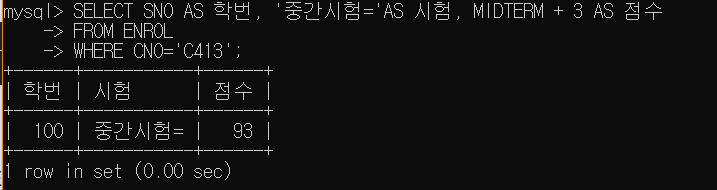 mysql> SELECT SNO AS 학번, '중간시험='AS 시험, MIDTERM + 3 AS 점수
    -> FROM ENROL
    -> WHERE CNO='C413';
+------+-----------+------+
| 학번 | 시험      | 점수 |
+------+-----------+------+
|  100 | 중간시험= |   93 |
+------+-----------+------+
1 row in set (0.00 sec)